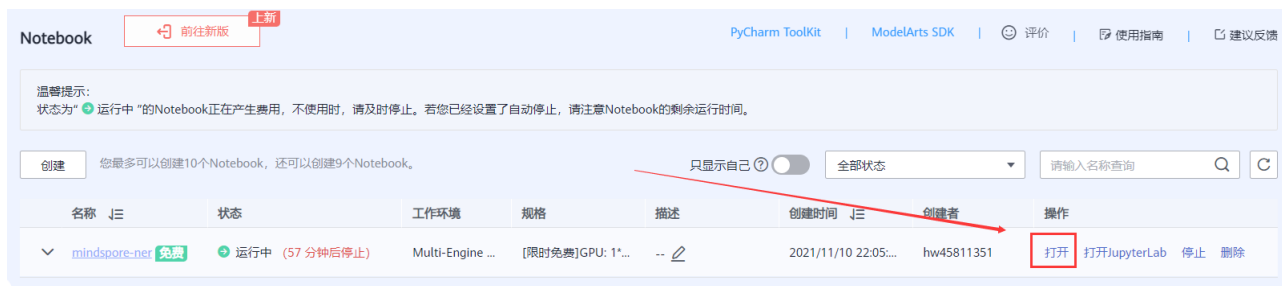 上新
Notebook 前往新版 PyCharm ToolKit | ModelArts SDK | 评价 | 使用指南 | 建议反馈
温馨提示:
状态为“ 运行中 ”的Notebook正在产生费用，不使用时，请及时停止。若您已经设置了自动停止，请注意Notebook的剩余运行时间。
创建 您最多可以创建10个Notebook，还可以创建9个Notebook。 只显示自己 全部状态 请输入名称查询
名称 状态 工作环境 规格 描述 创建时间 创建者 操作
mindspore-ner 免费 运行中 (57 分钟后停止) Multi-Engine ... [限时免费]GPU: 1*... -- 2021/11/10 22:05:... hw45811351 打开 打开JupyterLab 停止 删除